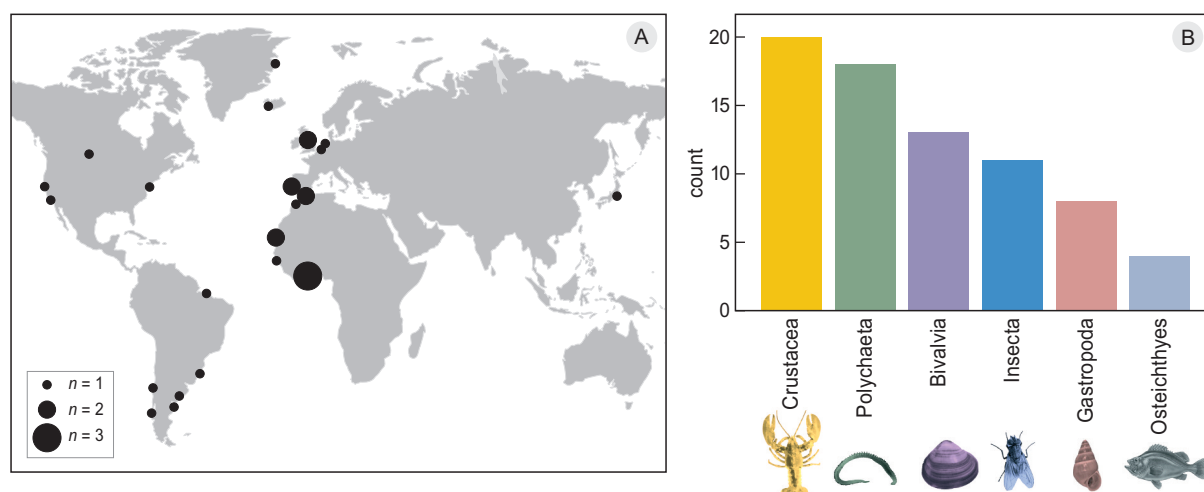 A
n = 1
n = 2
n = 3
B
count
20
15
10
5
0
Crustacea
Polychaeta
Bivalvia
Insecta
Gastropoda
Osteichthyes